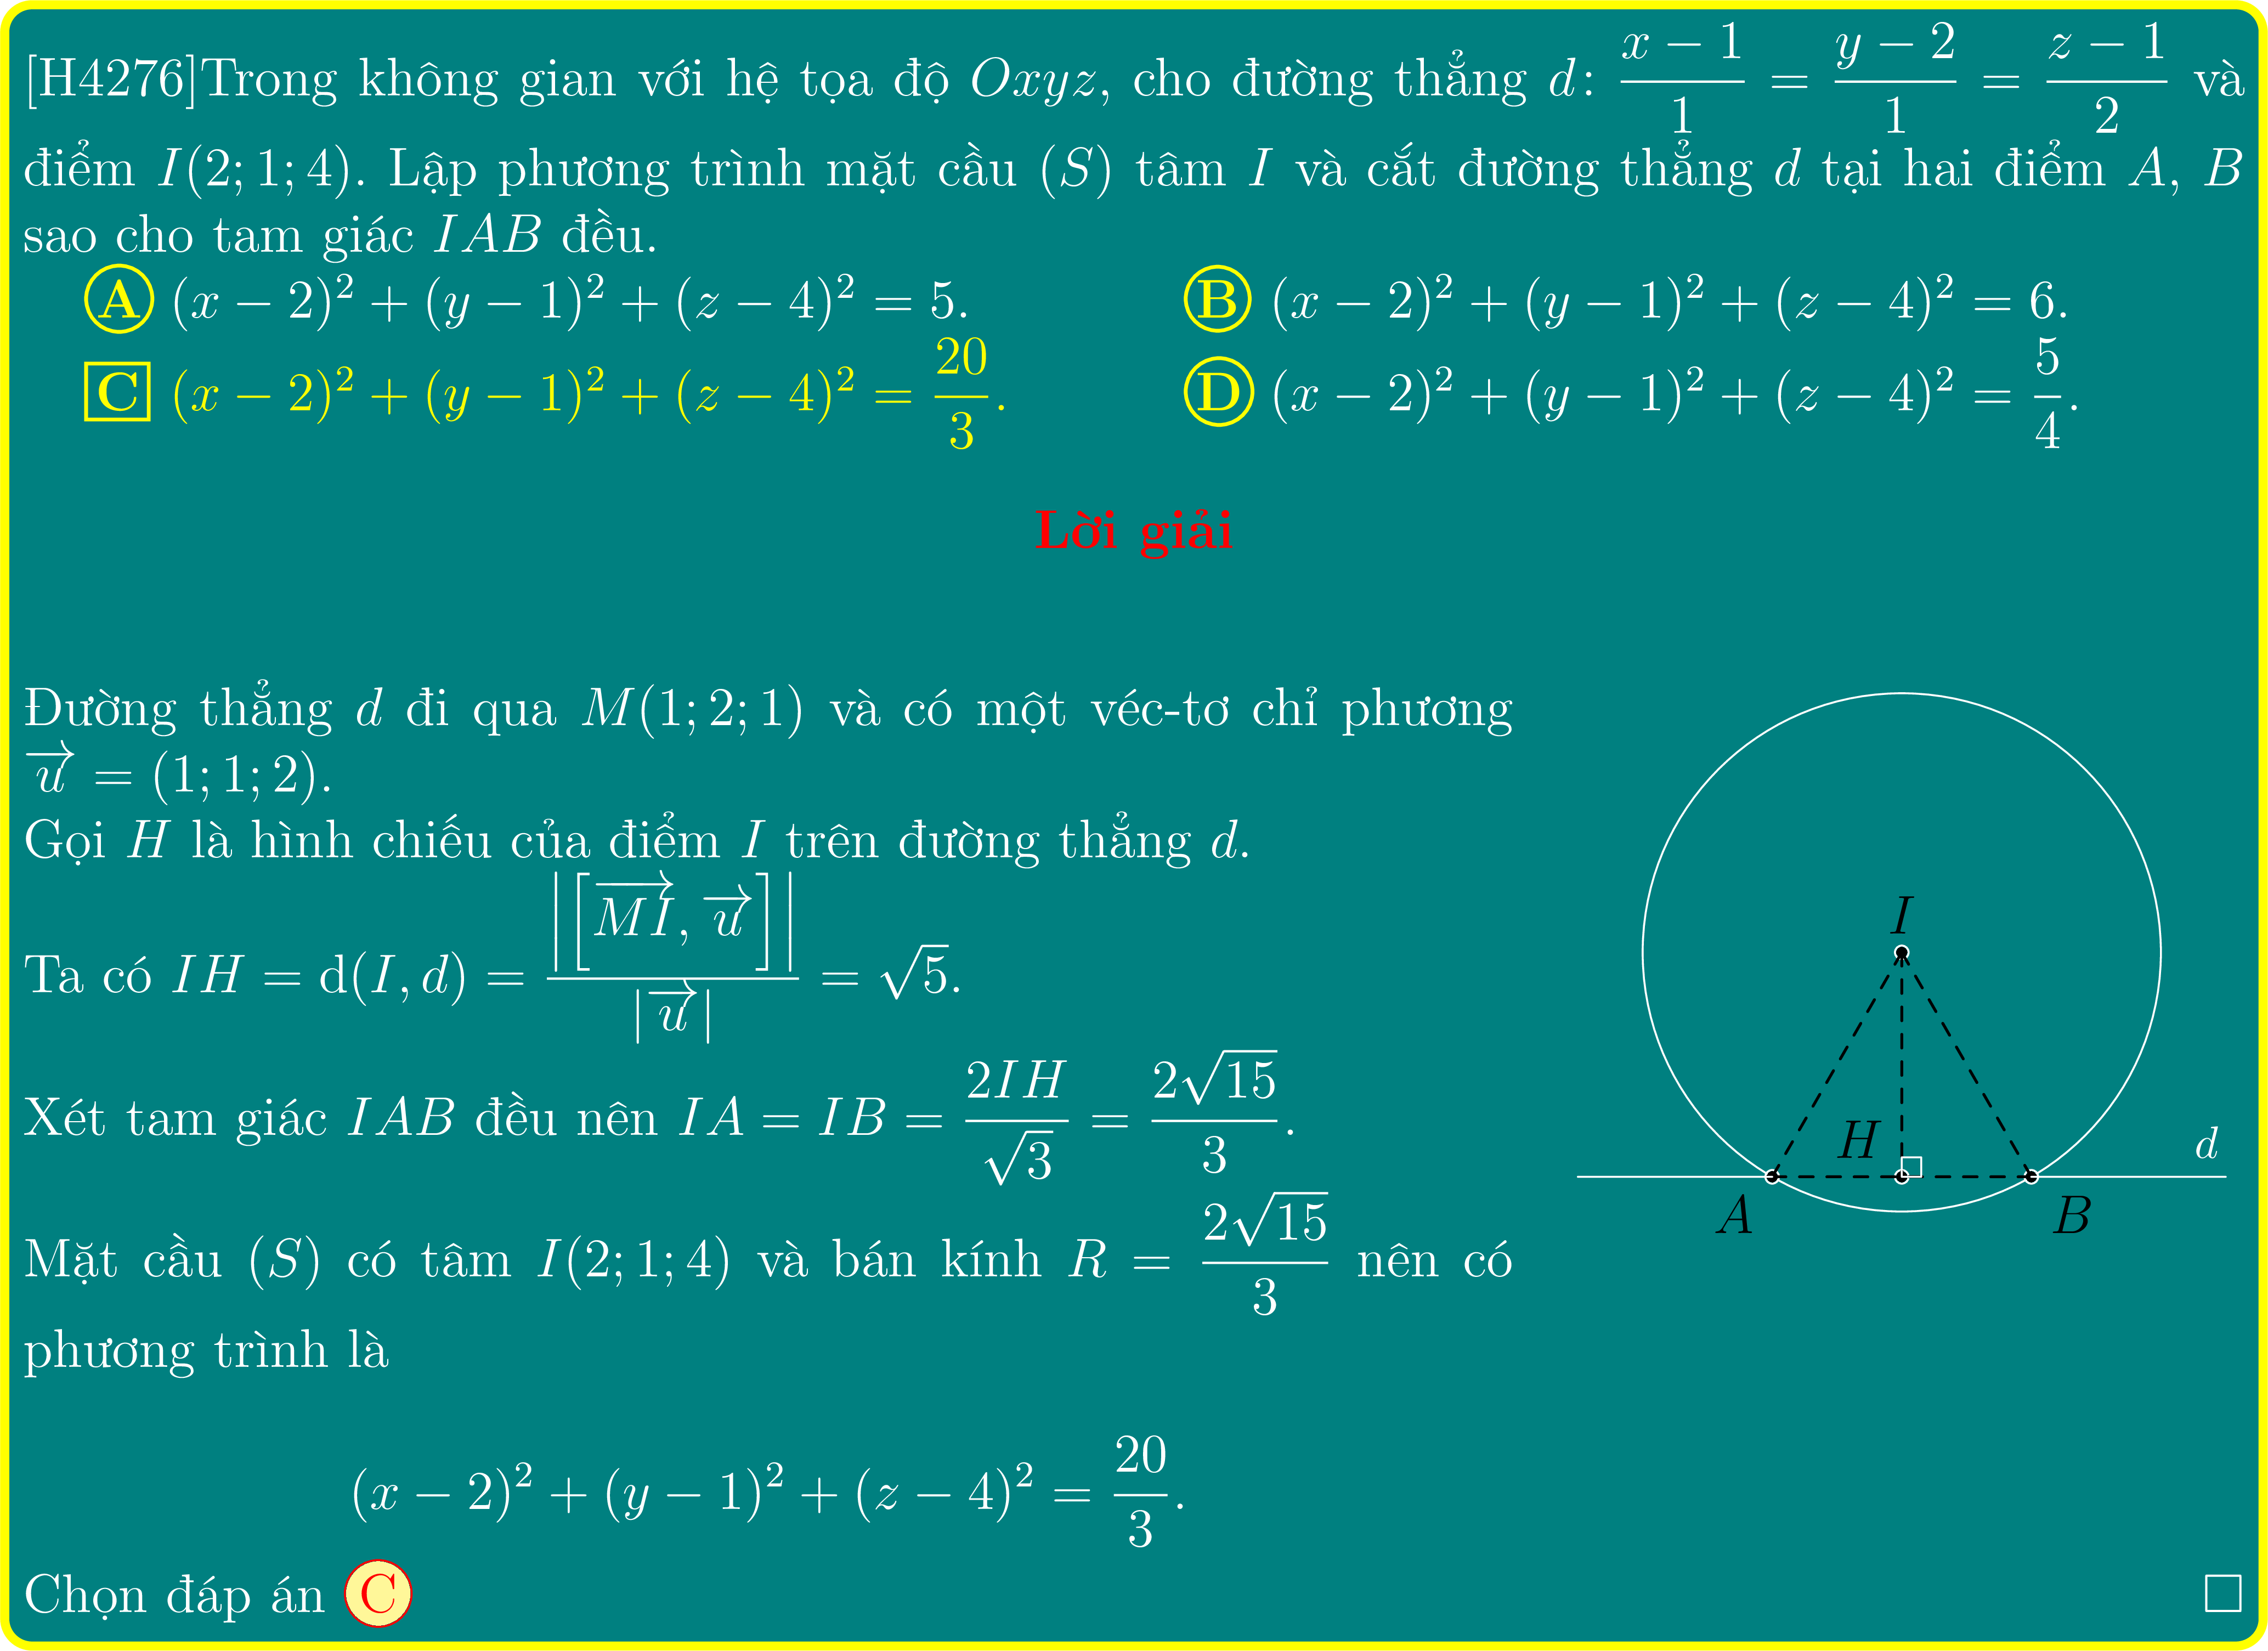 [H4276]Trong không gian với hệ tọa độ Oxyz, cho đường thẳng d: \frac{x − 1}{1} = \frac{y − 2}{1} = \frac{z − 1}{2} và
điểm I(2; 1; 4). Lập phương trình mặt cầu (S) tâm I và cắt đường thẳng d tại hai điểm A, B
sao cho tam giác IAB đều.
A (x − 2)^2 + (y − 1)^2 + (z − 4)^2 = 5. B (x − 2)^2 + (y − 1)^2 + (z − 4)^2 = 6.
C (x − 2)^2 + (y − 1)^2 + (z − 4)^2 = \frac{20}{3}. D (x − 2)^2 + (y − 1)^2 + (z − 4)^2 = \frac{5}{4}.
Lời giải
Đường thẳng d đi qua M(1; 2; 1) và có một véc-tơ chỉ phương
\overrightarrow{u} = (1; 1; 2).
Gọi H là hình chiếu của điểm I trên đường thẳng d.
Ta có IH = d(I, d) = \frac{|[\overrightarrow{MI}, \overrightarrow{u}]|}{|\overrightarrow{u}|} = \sqrt{5}.
Xét tam giác IAB đều nên IA = IB = \frac{2IH}{\sqrt{3}} = \frac{2\sqrt{15}}{3}.
Mặt cầu (S) có tâm I(2; 1; 4) và bán kính R = \frac{2\sqrt{15}}{3} nên có
phương trình là
(x − 2)^2 + (y − 1)^2 + (z − 4)^2 = \frac{20}{3}.
Chọn đáp án C □
I
H
d
A
B